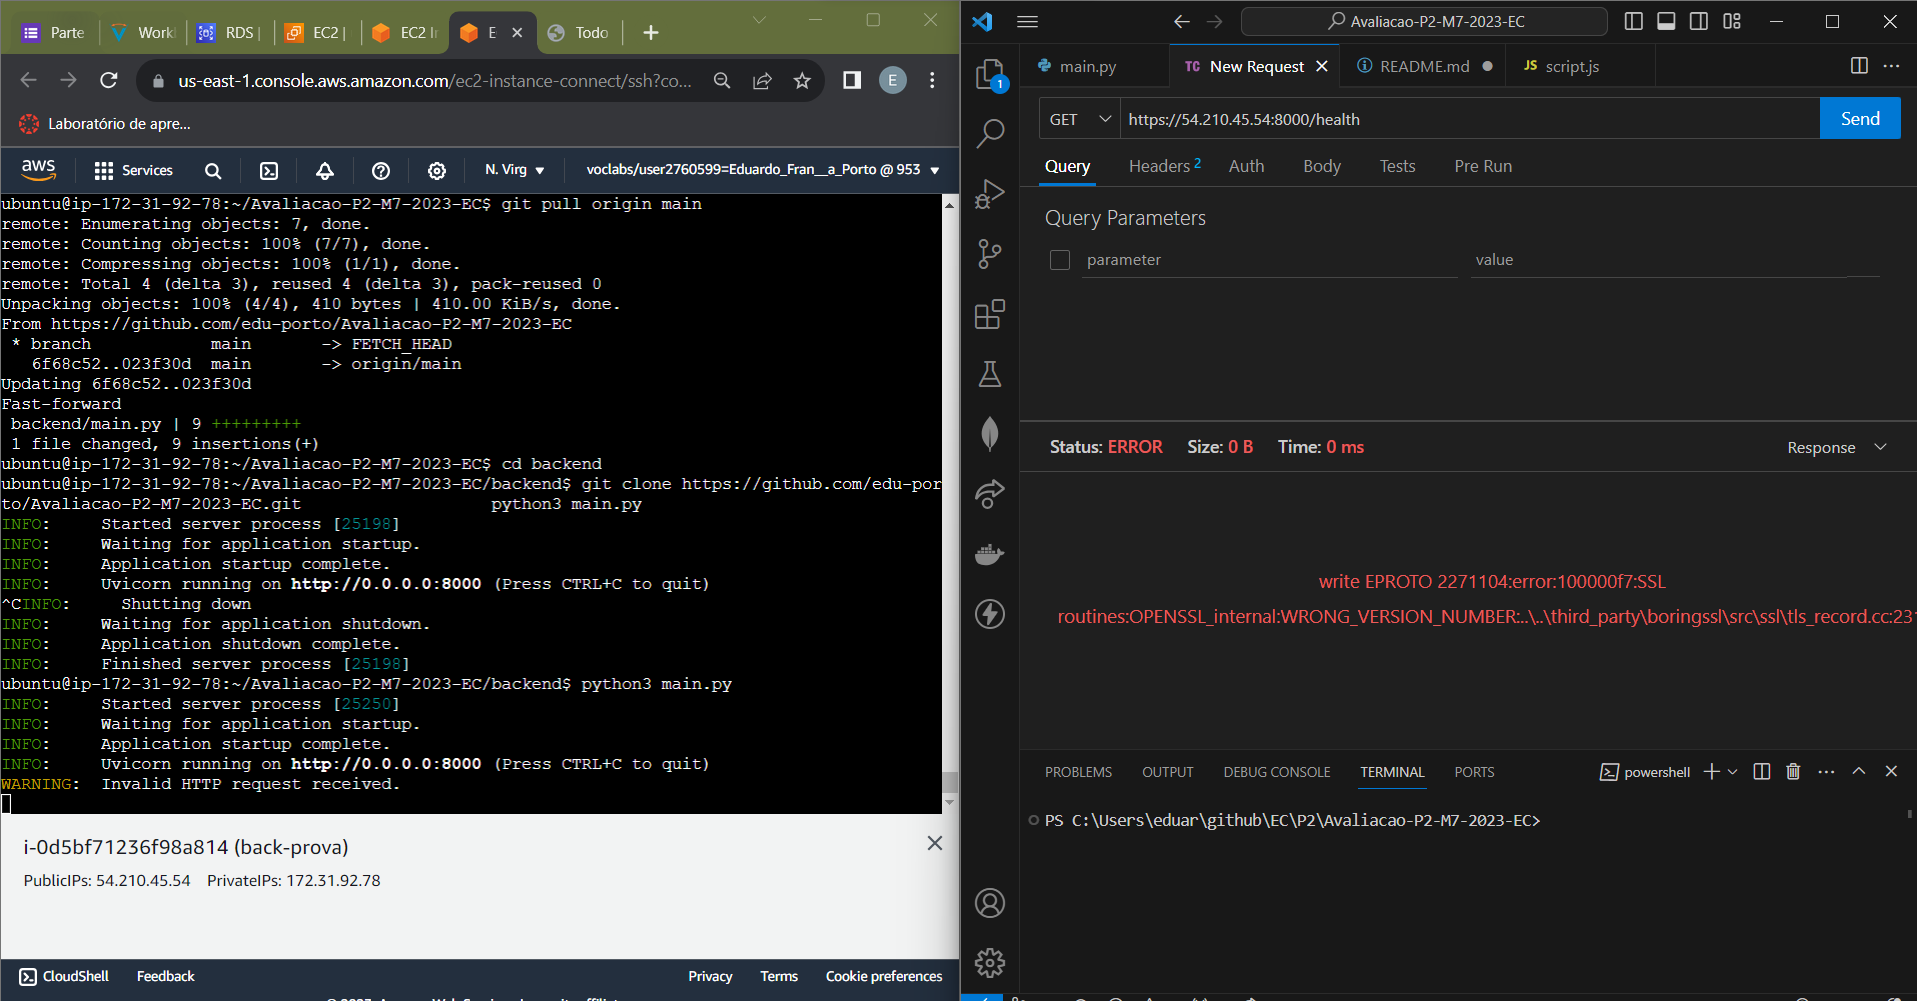 Parte
Work
RDS |
EC2 |
EC2 In
E
Todo
us-east-1.console.aws.amazon.com/ec2-instance-connect/ssh?co...
E
Laboratório de apre...
aws
Services
N. Virg
voclabs/user2760599=Eduardo_Fran__a_Porto @ 953
ubuntu@ip-172-31-92-78:~/Avaliacao-P2-M7-2023-EC$ git pull origin main
remote: Enumerating objects: 7, done.
remote: Counting objects: 100% (7/7), done.
remote: Compressing objects: 100% (1/1), done.
remote: Total 4 (delta 3), reused 4 (delta 3), pack-reused 0
Unpacking objects: 100% (4/4), 410 bytes | 410.00 KiB/s, done.
From https://github.com/edu-porto/Avaliacao-P2-M7-2023-EC
 * branch            main       -> FETCH_HEAD
   6f68c52..023f30d  main       -> origin/main
Updating 6f68c52..023f30d
Fast-forward
 backend/main.py | 9 +++++++++
 1 file changed, 9 insertions(+)
ubuntu@ip-172-31-92-78:~/Avaliacao-P2-M7-2023-EC$ cd backend
ubuntu@ip-172-31-92-78:~/Avaliacao-P2-M7-2023-EC/backend$ git clone https://github.com/edu-por
to/Avaliacao-P2-M7-2023-EC.git                   python3 main.py
INFO:     Started server process [25198]
INFO:     Waiting for application startup.
INFO:     Application startup complete.
INFO:     Uvicorn running on http://0.0.0.0:8000 (Press CTRL+C to quit)
^CINFO:     Shutting down
INFO:     Waiting for application shutdown.
INFO:     Application shutdown complete.
INFO:     Finished server process [25198]
ubuntu@ip-172-31-92-78:~/Avaliacao-P2-M7-2023-EC/backend$ python3 main.py
INFO:     Started server process [25250]
INFO:     Waiting for application startup.
INFO:     Application startup complete.
INFO:     Uvicorn running on http://0.0.0.0:8000 (Press CTRL+C to quit)
WARNING:  Invalid HTTP request received.
i-0d5bf71236f98a814 (back-prova)
PublicIPs: 54.210.45.54 PrivateIPs: 172.31.92.78
CloudShell
Feedback
Privacy
Terms
Cookie preferences
Avaliacao-P2-M7-2023-EC
1
main.py
TC New Request
README.md
JS script.js
GET
https://54.210.45.54:8000/health
Send
Query
Headers 2
Auth
Body
Tests
Pre Run
Query Parameters
parameter
value
Status: ERROR
Size: 0 B
Time: 0 ms
Response
write EPROTO 2271104:error:100000f7:SSL
routines:OPENSSL_internal:WRONG_VERSION_NUMBER:..\..\third_party\boringssl\src\ssl\tls_record.cc:231
PROBLEMS
OUTPUT
DEBUG CONSOLE
TERMINAL
PORTS
powershell
PS C:\Users\eduar\github\EC\P2\Avaliacao-P2-M7-2023-EC>